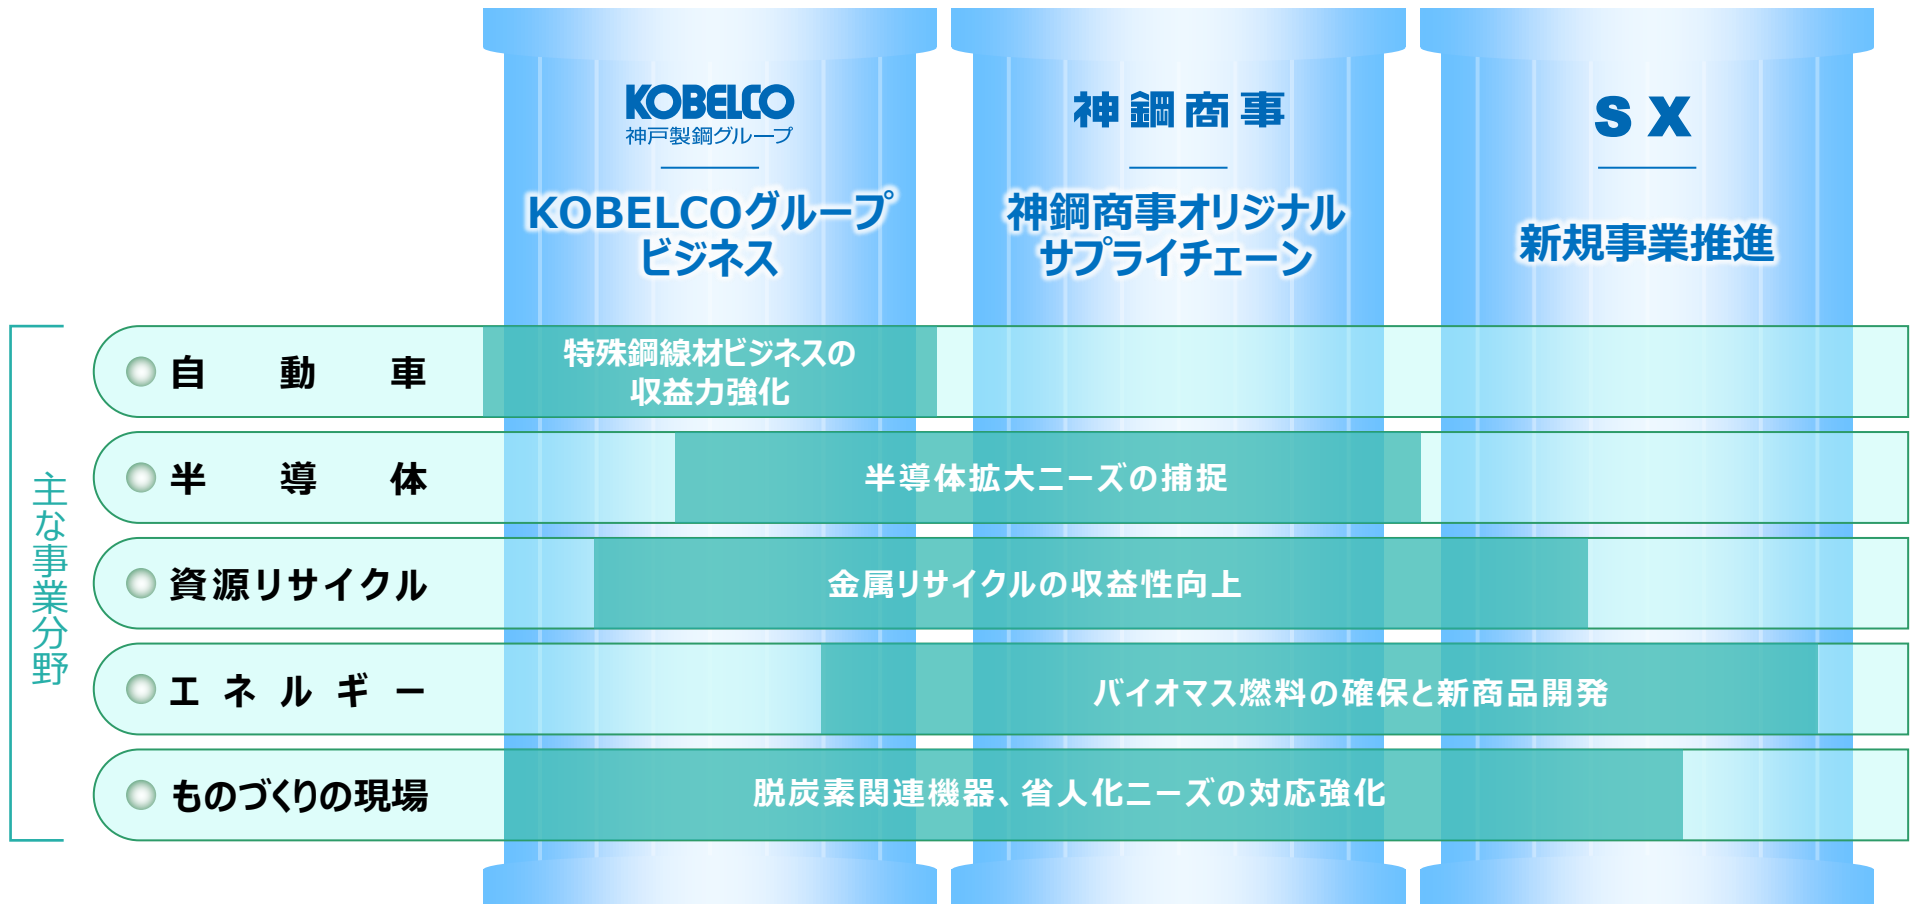 KOBELCO
神戸製鋼グループ
KOBELCOグループ
ビジネス
神鋼商事
神鋼商事オリジナル
サプライチェーン
SX
新規事業推進
主な事業分野
自動車
特殊鋼線材ビジネスの
収益力強化
半導体
半導体拡大ニーズの捕捉
資源リサイクル
金属リサイクルの収益性向上
エネルギー
バイオマス燃料の確保と新商品開発
ものづくりの現場
脱炭素関連機器、省人化ニーズの対応強化